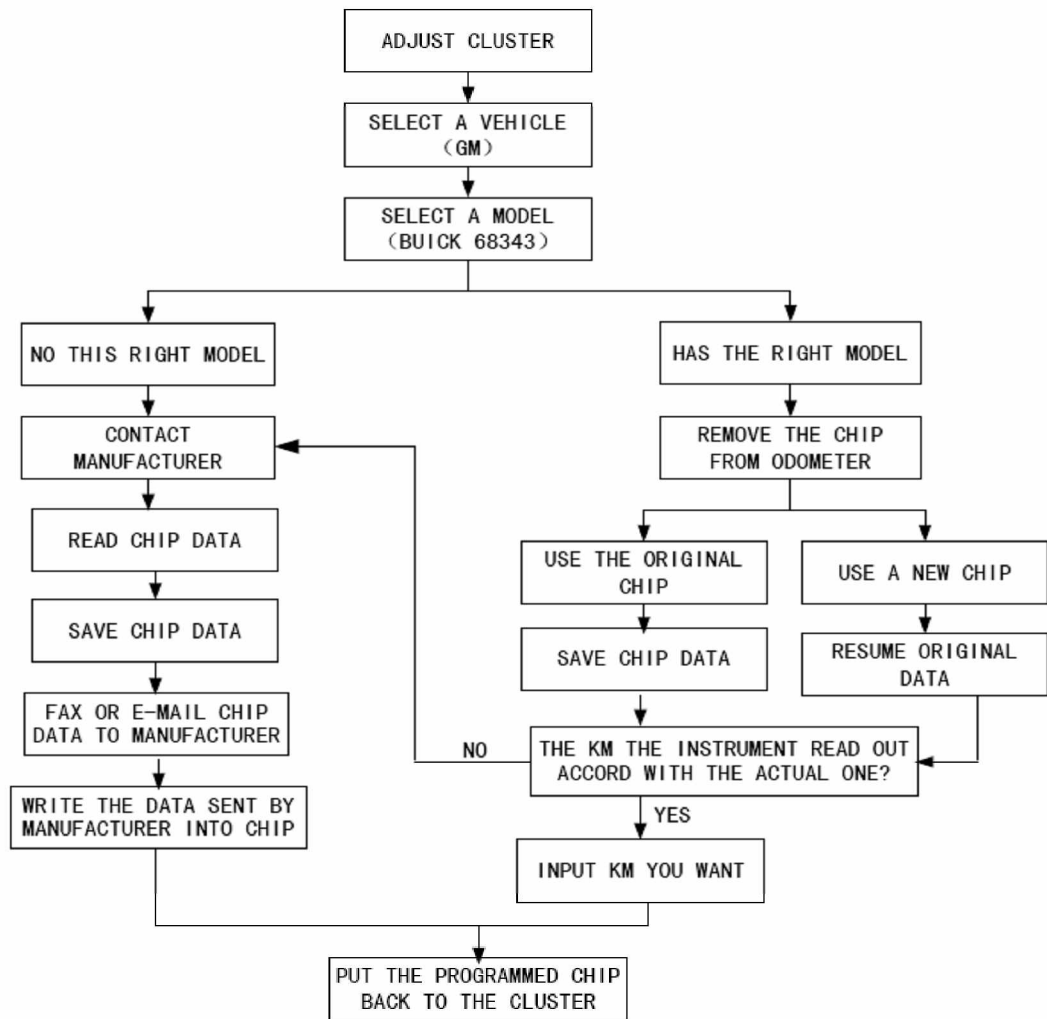 ADJUST CLUSTER
SELECT A VEHICLE
（GM）
SELECT A MODEL
（BUICK 68343）
NO THIS RIGHT MODEL
HAS THE RIGHT MODEL
CONTACT
MANUFACTURER
REMOVE THE CHIP
FROM ODOMETER
READ CHIP DATA
USE THE ORIGINAL
CHIP
USE A NEW CHIP
SAVE CHIP DATA
SAVE CHIP DATA
RESUME ORIGINAL
DATA
FAX OR E-MAIL CHIP
DATA TO MANUFACTURER
NO
THE KM THE INSTRUMENT READ OUT
ACCORD WITH THE ACTUAL ONE?
WRITE THE DATA SENT BY
MANUFACTURER INTO CHIP
YES
INPUT KM YOU WANT
PUT THE PROGRAMMED CHIP
BACK TO THE CLUSTER